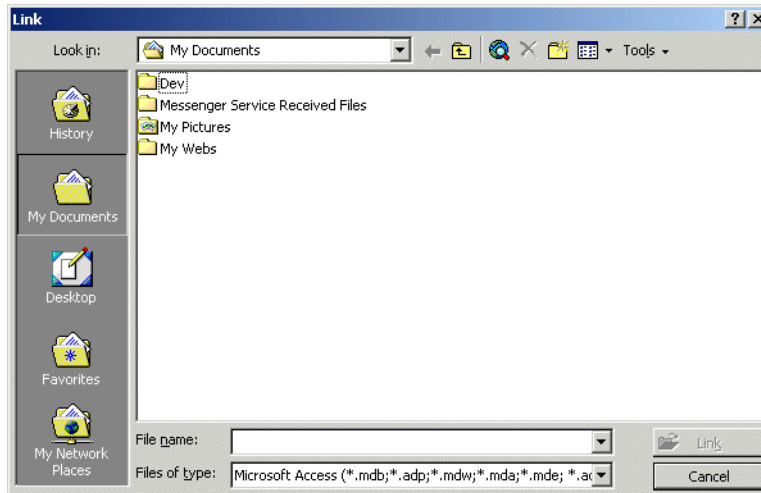 Link
Look in: My Documents Tools
Dev
Messenger Service Received Files
My Pictures
My Webs
History
My Documents
Desktop
Favorites
My Network
Places
File name: Link
Files of type: Microsoft Access (*.mdb;*.adp;*.mdw;*.mda;*.mde; *.ac Cancel